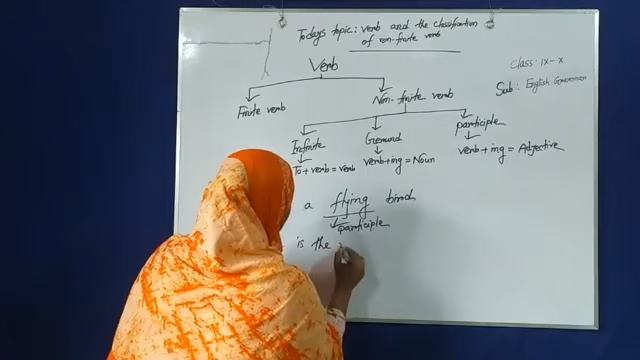 Todays topic: verb and the classification
of non-finite verb
Class: IX-X
Sub: English Grammar
Verb
Finite verb
Non-finite verb
Infinite
Gerund
participle
To + verb = verb
verb+ing = Noun
verb + ing = Adjective
a flying bird
participle
is the